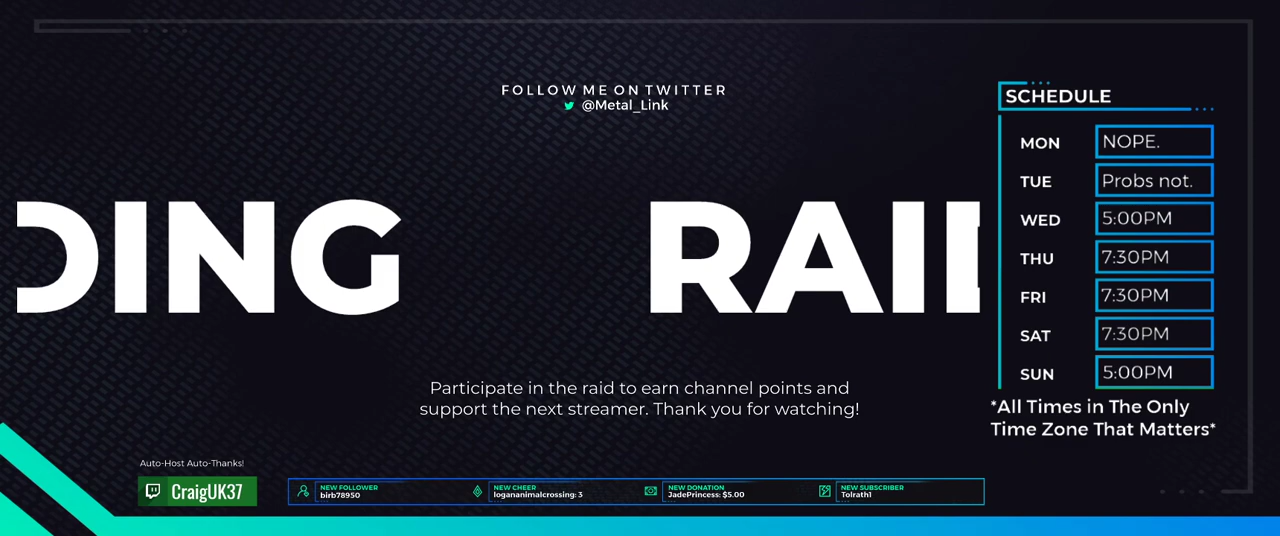 FOLLOW ME ON TWITTER
@Metal_Link
DING RAID
Participate in the raid to earn channel points and
support the next streamer. Thank you for watching!
SCHEDULE
MON NOPE.
TUE Probs not.
WED 5:00PM
THU 7:30PM
FRI 7:30PM
SAT 7:30PM
SUN 5:00PM
*All Times in The Only
Time Zone That Matters*
Auto-Host Auto-Thanks!
CraigUK37
NEW FOLLOWER
birb78950
NEW CHEER
logananimalcrossing: 3
NEW DONATION
JadePrincess: $5.00
NEW SUBSCRIBER
Tolrath1